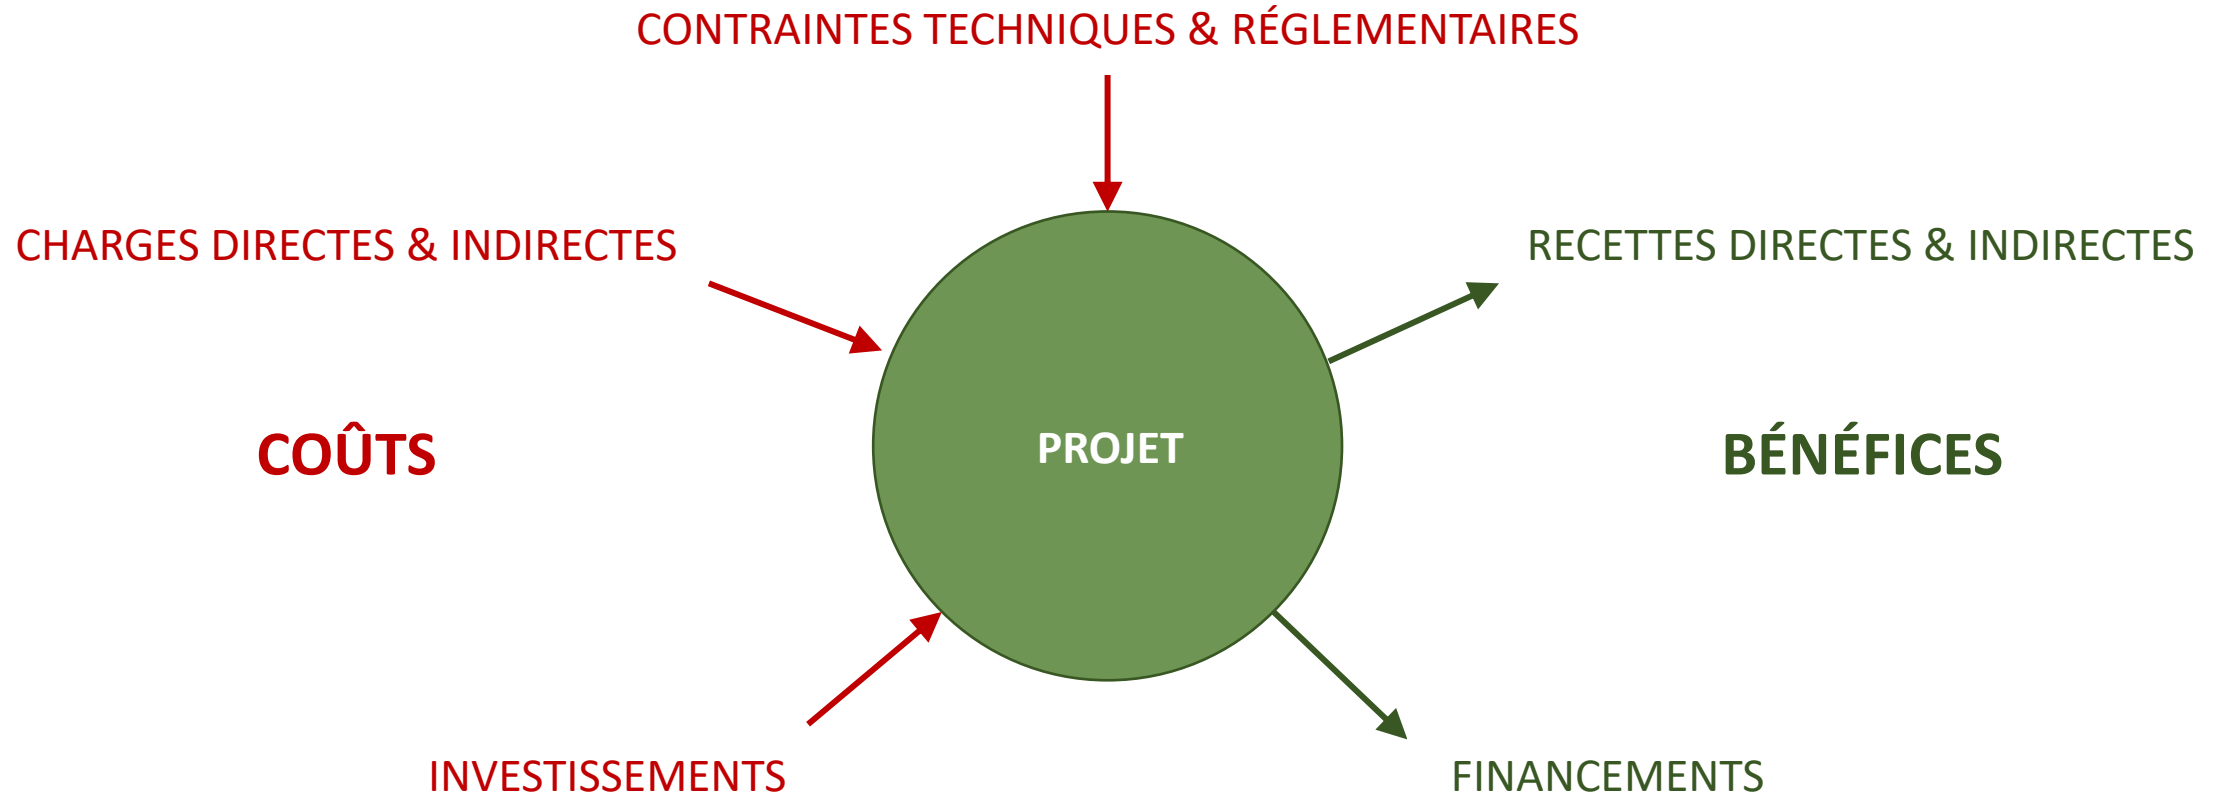 CONTRAINTES TECHNIQUES & RÉGLEMENTAIRES
CHARGES DIRECTES & INDIRECTES
RECETTES DIRECTES & INDIRECTES
COÛTS
PROJET
BÉNÉFICES
INVESTISSEMENTS
FINANCEMENTS